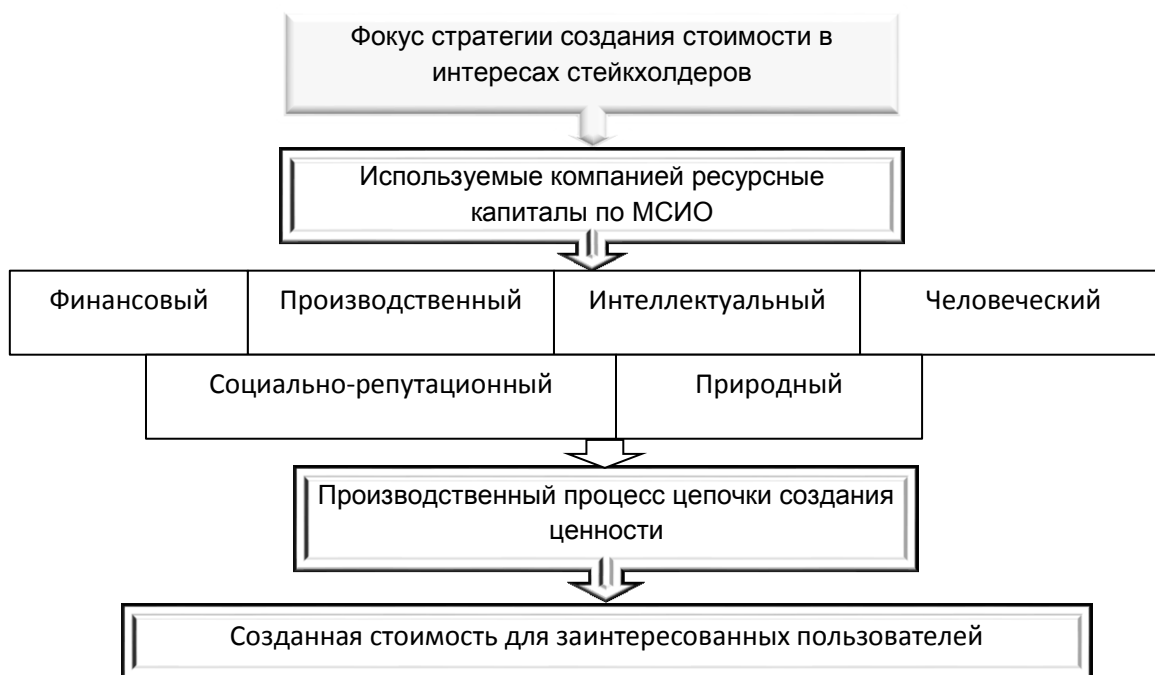 Фокус стратегии создания стоимости в
интересах стейкхолдеров
Используемые компанией ресурсные
капиталы по МСИО
Финансовый
Производственный
Интеллектуальный
Человеческий
Социально-репутационный
Природный
Производственный процесс цепочки создания
ценности
Созданная стоимость для заинтересованных пользователей